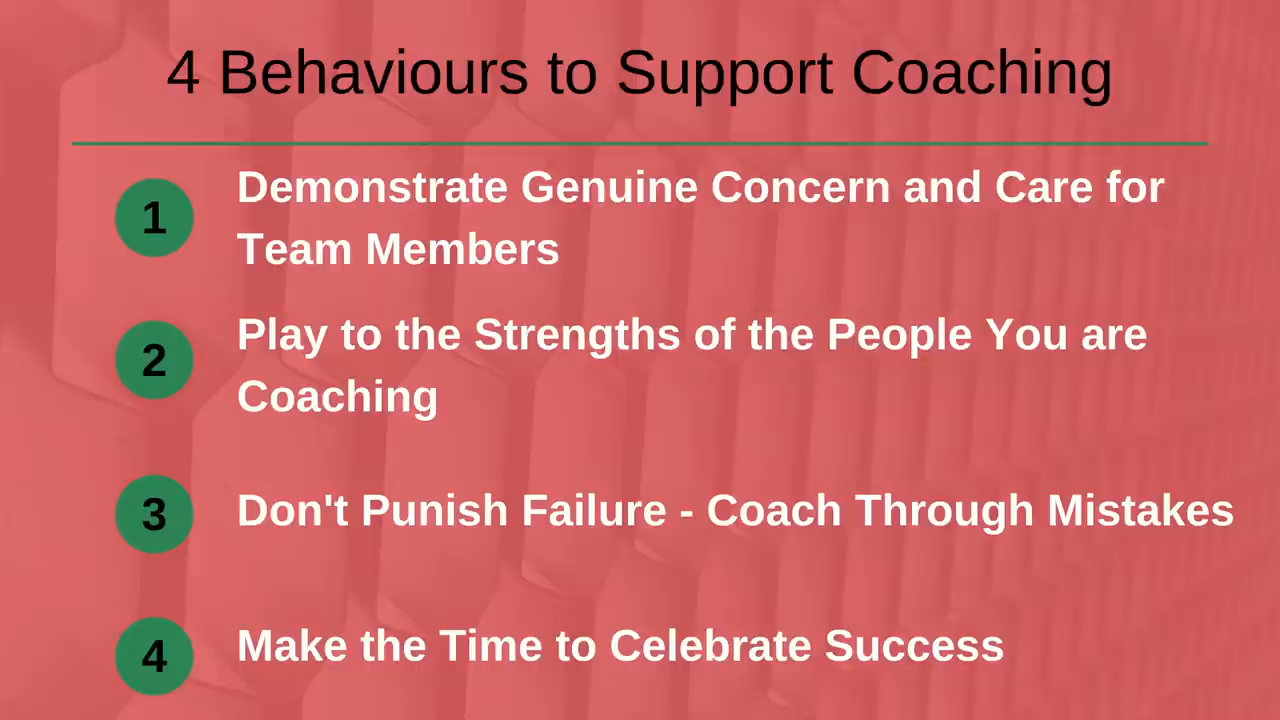 4 Behaviours to Support Coaching
1
Demonstrate Genuine Concern and Care for
Team Members
2
Play to the Strengths of the People You are
Coaching
3
Don't Punish Failure - Coach Through Mistakes
4
Make the Time to Celebrate Success